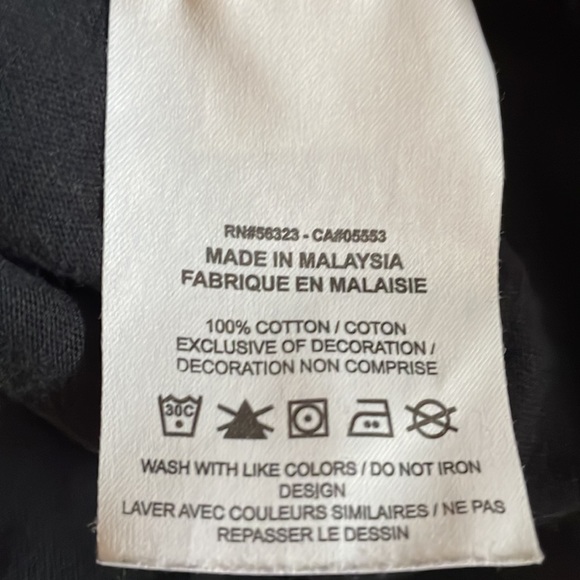 RN#56323 - CA#05553
MADE IN MALAYSIA
FABRIQUE EN MALAISIE
100% COTTON / COTON
EXCLUSIVE OF DECORATION /
DECORATION NON COMPRISE
30C
WASH WITH LIKE COLORS / DO NOT IRON
DESIGN
LAVER AVEC COULEURS SIMILAIRES / NE PAS
REPASSER LE DESSIN